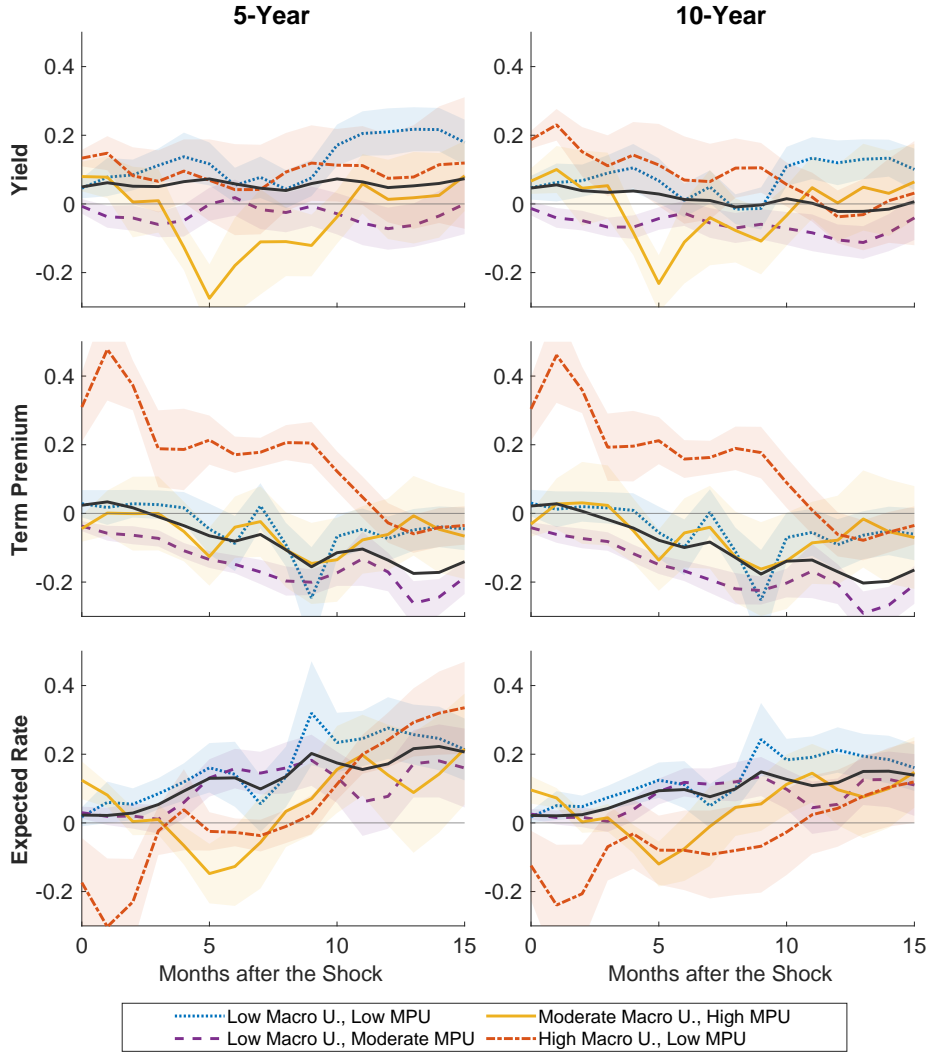 5-Year
10-Year
Yield
0.4
0.2
0
-0.2
0.4
0.2
0
-0.2
Term Premium
0.4
0.2
0
-0.2
0.4
0.2
0
-0.2
Expected Rate
0.4
0.2
0
-0.2
0.4
0.2
0
-0.2
0 5 10 15
0 5 10 15
Months after the Shock
Months after the Shock
Low Macro U., Low MPU
Moderate Macro U., High MPU
Low Macro U., Moderate MPU
High Macro U., Low MPU